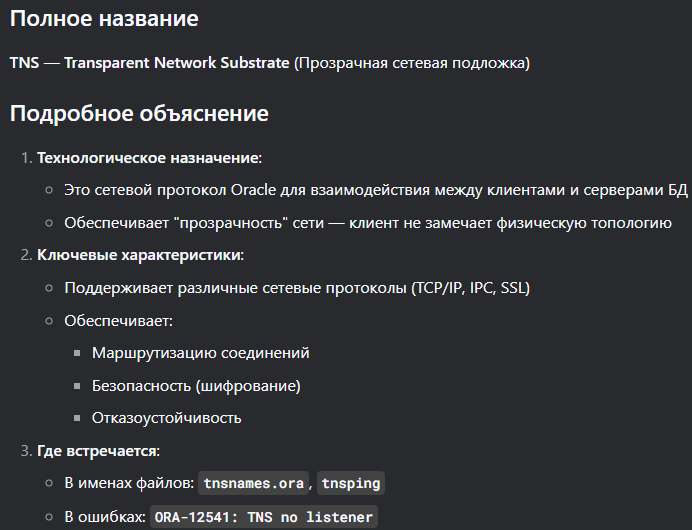 Полное название
TNS — Transparent Network Substrate (Прозрачная сетевая подложка)
Подробное объяснение
1. Технологическое назначение:
Это сетевой протокол Oracle для взаимодействия между клиентами и серверами БД
Обеспечивает "прозрачность" сети — клиент не замечает физическую топологию
2. Ключевые характеристики:
Поддерживает различные сетевые протоколы (TCP/IP, IPC, SSL)
Обеспечивает:
Маршрутизацию соединений
Безопасность (шифрование)
Отказоустойчивость
3. Где встречается:
В именах файлов: tnsnames.ora, tnsping
В ошибках: ORA-12541: TNS no listener